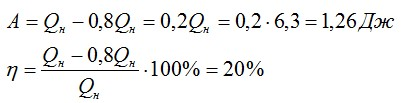 A = Qн − 0,8Qн = 0,2Qн = 0,2 · 6,3 = 1,26 Дж
η = (Qн − 0,8Qн) / Qн · 100% = 20%